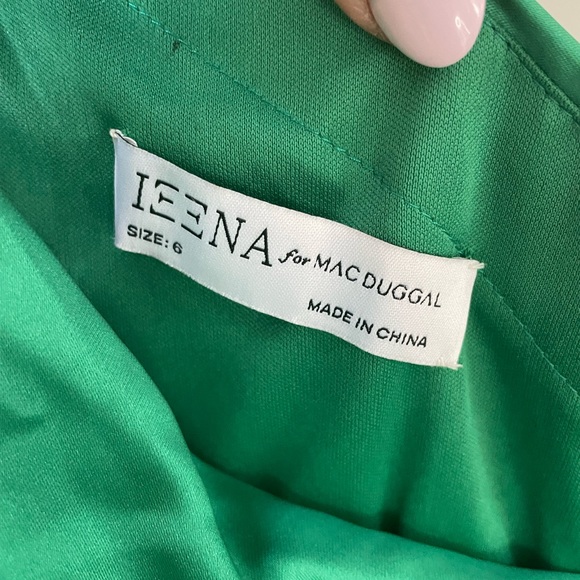 IEENA for MAC DUGGAL
SIZE: 6
MADE IN CHINA